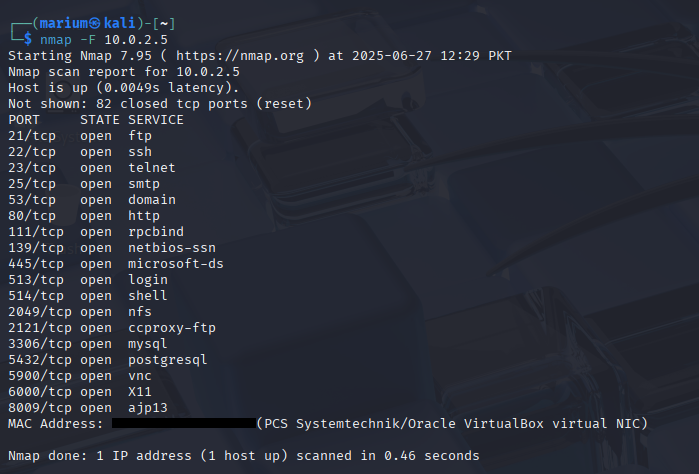 ┌──(marium㉿kali)-[~]
└─$ nmap -F 10.0.2.5
Starting Nmap 7.95 ( https://nmap.org ) at 2025-06-27 12:29 PKT
Nmap scan report for 10.0.2.5
Host is up (0.0049s latency).
Not shown: 82 closed tcp ports (reset)
PORT     STATE SERVICE
21/tcp   open  ftp
22/tcp   open  ssh
23/tcp   open  telnet
25/tcp   open  smtp
53/tcp   open  domain
80/tcp   open  http
111/tcp  open  rpcbind
139/tcp  open  netbios-ssn
445/tcp  open  microsoft-ds
513/tcp  open  login
514/tcp  open  shell
2049/tcp open  nfs
2121/tcp open  ccproxy-ftp
3306/tcp open  mysql
5432/tcp open  postgresql
5900/tcp open  vnc
6000/tcp open  X11
8009/tcp open  ajp13
MAC Address: (PCS Systemtechnik/Oracle VirtualBox virtual NIC)
Nmap done: 1 IP address (1 host up) scanned in 0.46 seconds